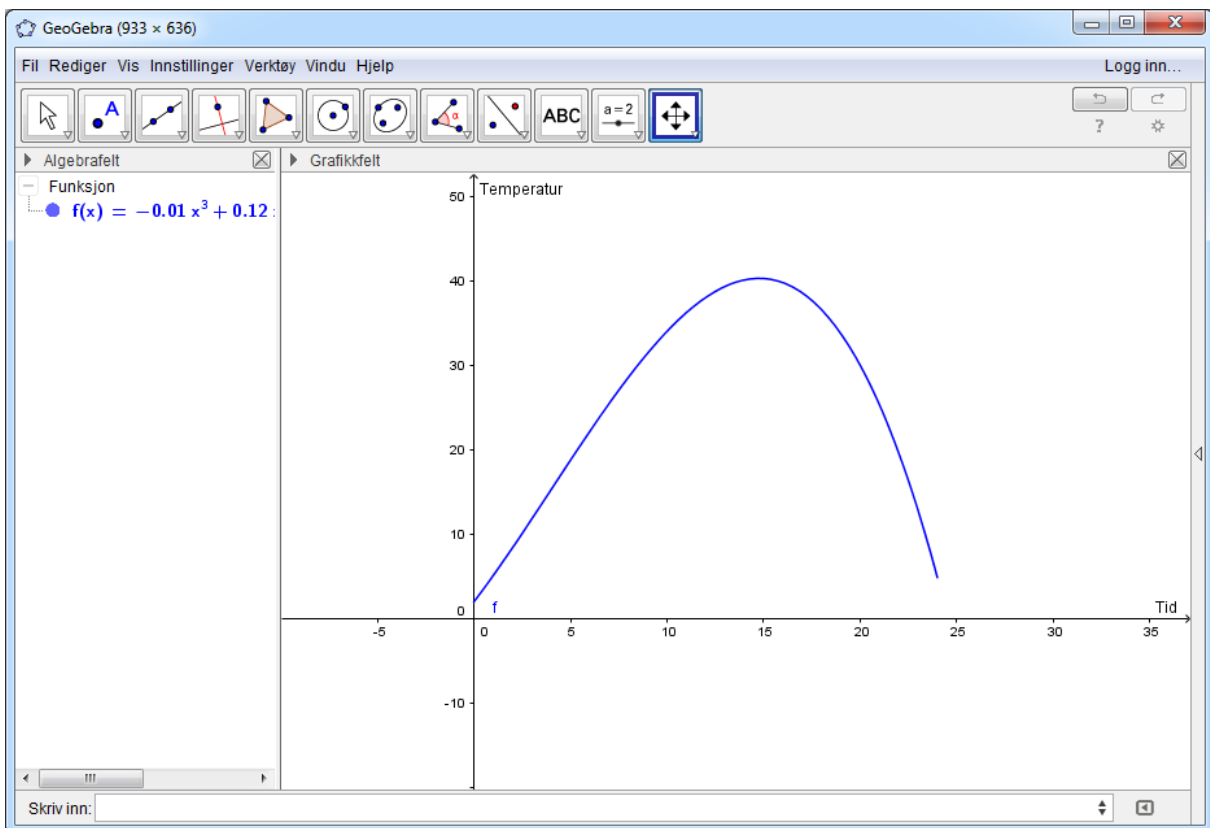 GeoGebra (933 × 636)
Fil Rediger Vis Innstillinger Verktøy Vindu Hjelp Logg inn...
A α ABC a=2 ?
Algebrafelt Grafikkfelt
Funksjon
f(x) = −0.01 x³ + 0.12
Temperatur
50
40
30
20
10
0
f
Tid
-5 0 5 10 15 20 25 30 35
-10
Skriv inn: